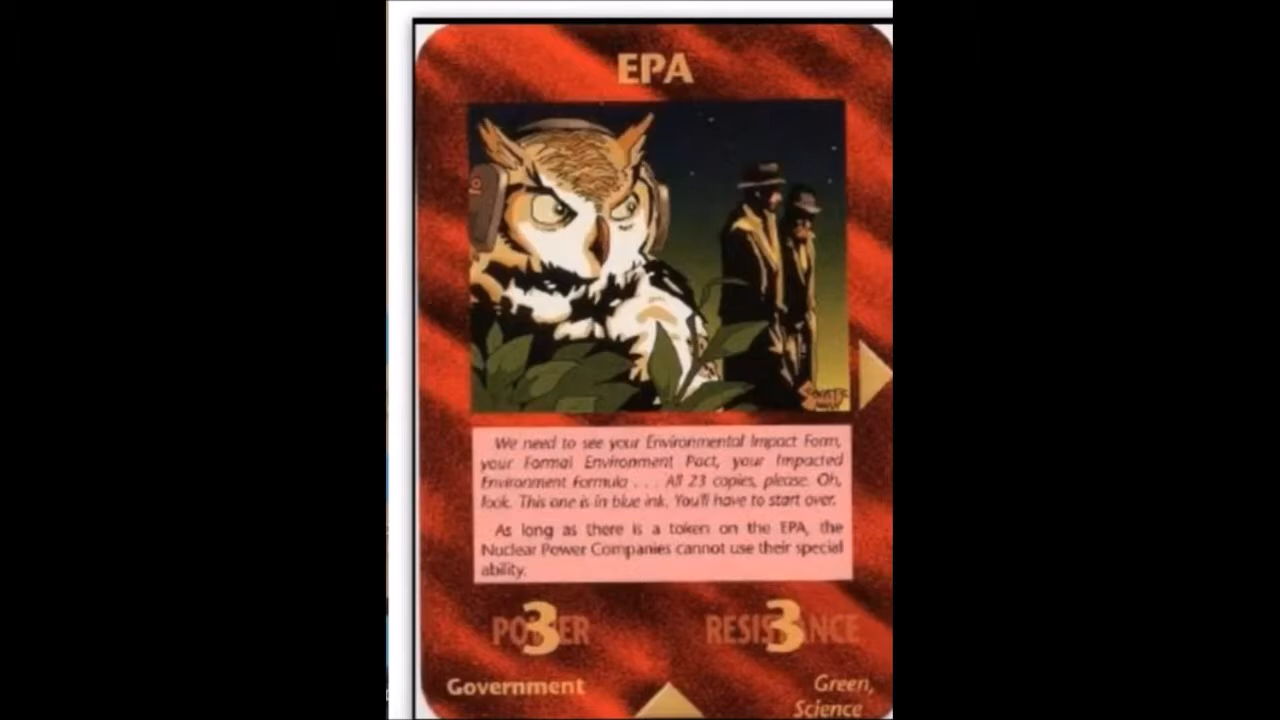 EPA
We need to see your Environmental Impact Form,
your Formal Environment Pact, your Impacted
Environment Formula . . . All 23 copies, please. Oh,
look. This one is in blue ink. You'll have to start over.
As long as there is a token on the EPA, the
Nuclear Power Companies cannot use their special
ability.
POWER 3 RESISTANCE 3
Government Green,
Science